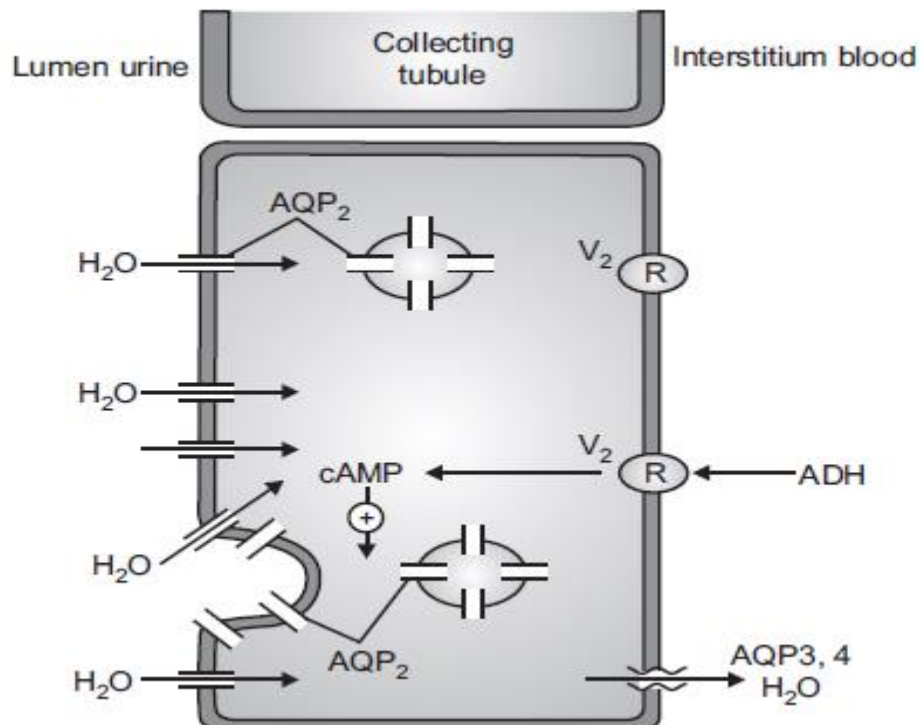 Lumen urine
Collecting
tubule
Interstitium blood
AQP₂
H₂O
V₂
R
H₂O
V₂
cAMP
R
ADH
+
H₂O
AQP₂
AQP3, 4
H₂O
H₂O